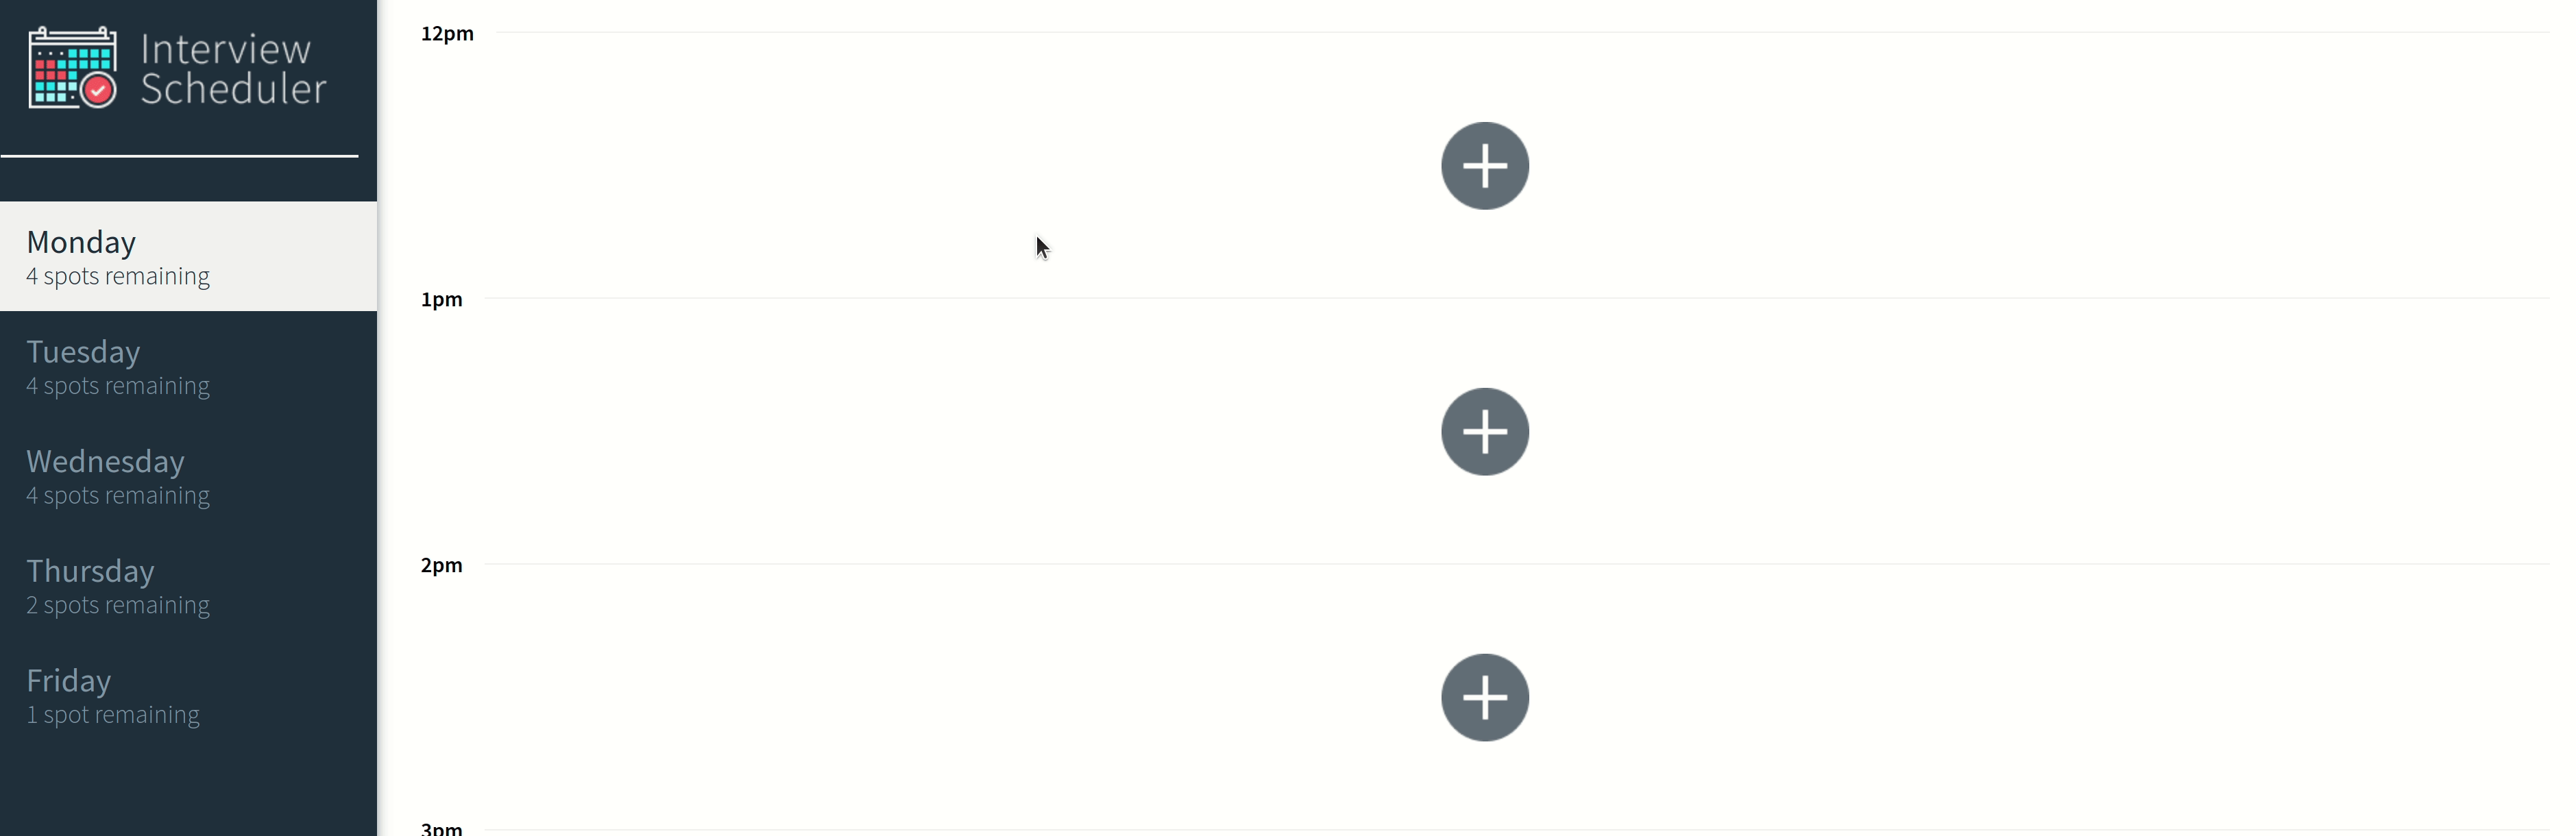 Interview
Scheduler
Monday
4 spots remaining
Tuesday
4 spots remaining
Wednesday
4 spots remaining
Thursday
2 spots remaining
Friday
1 spot remaining
12pm
1pm
2pm
3pm